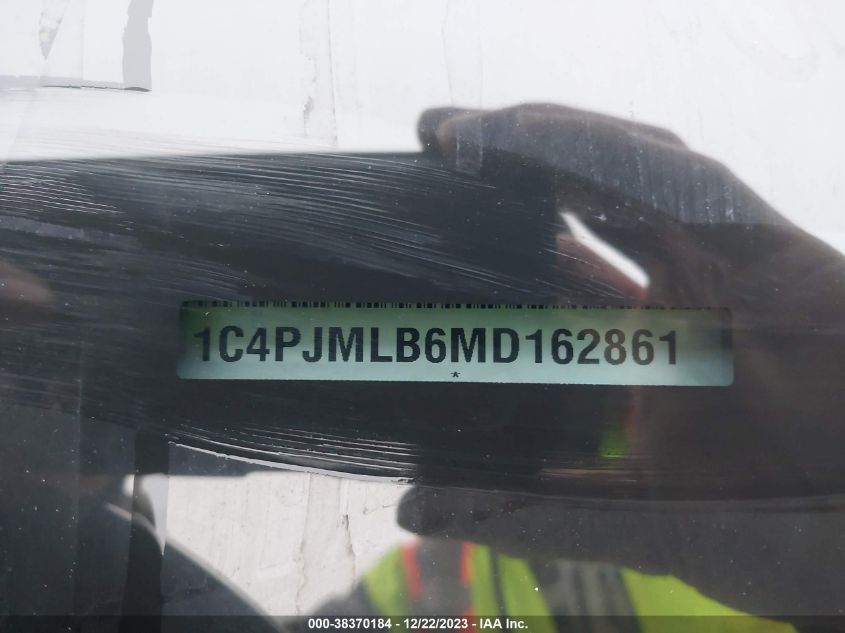 1C4PJMLB6MD162861
*
000-38370184 - 12/22/2023 - IAA Inc.